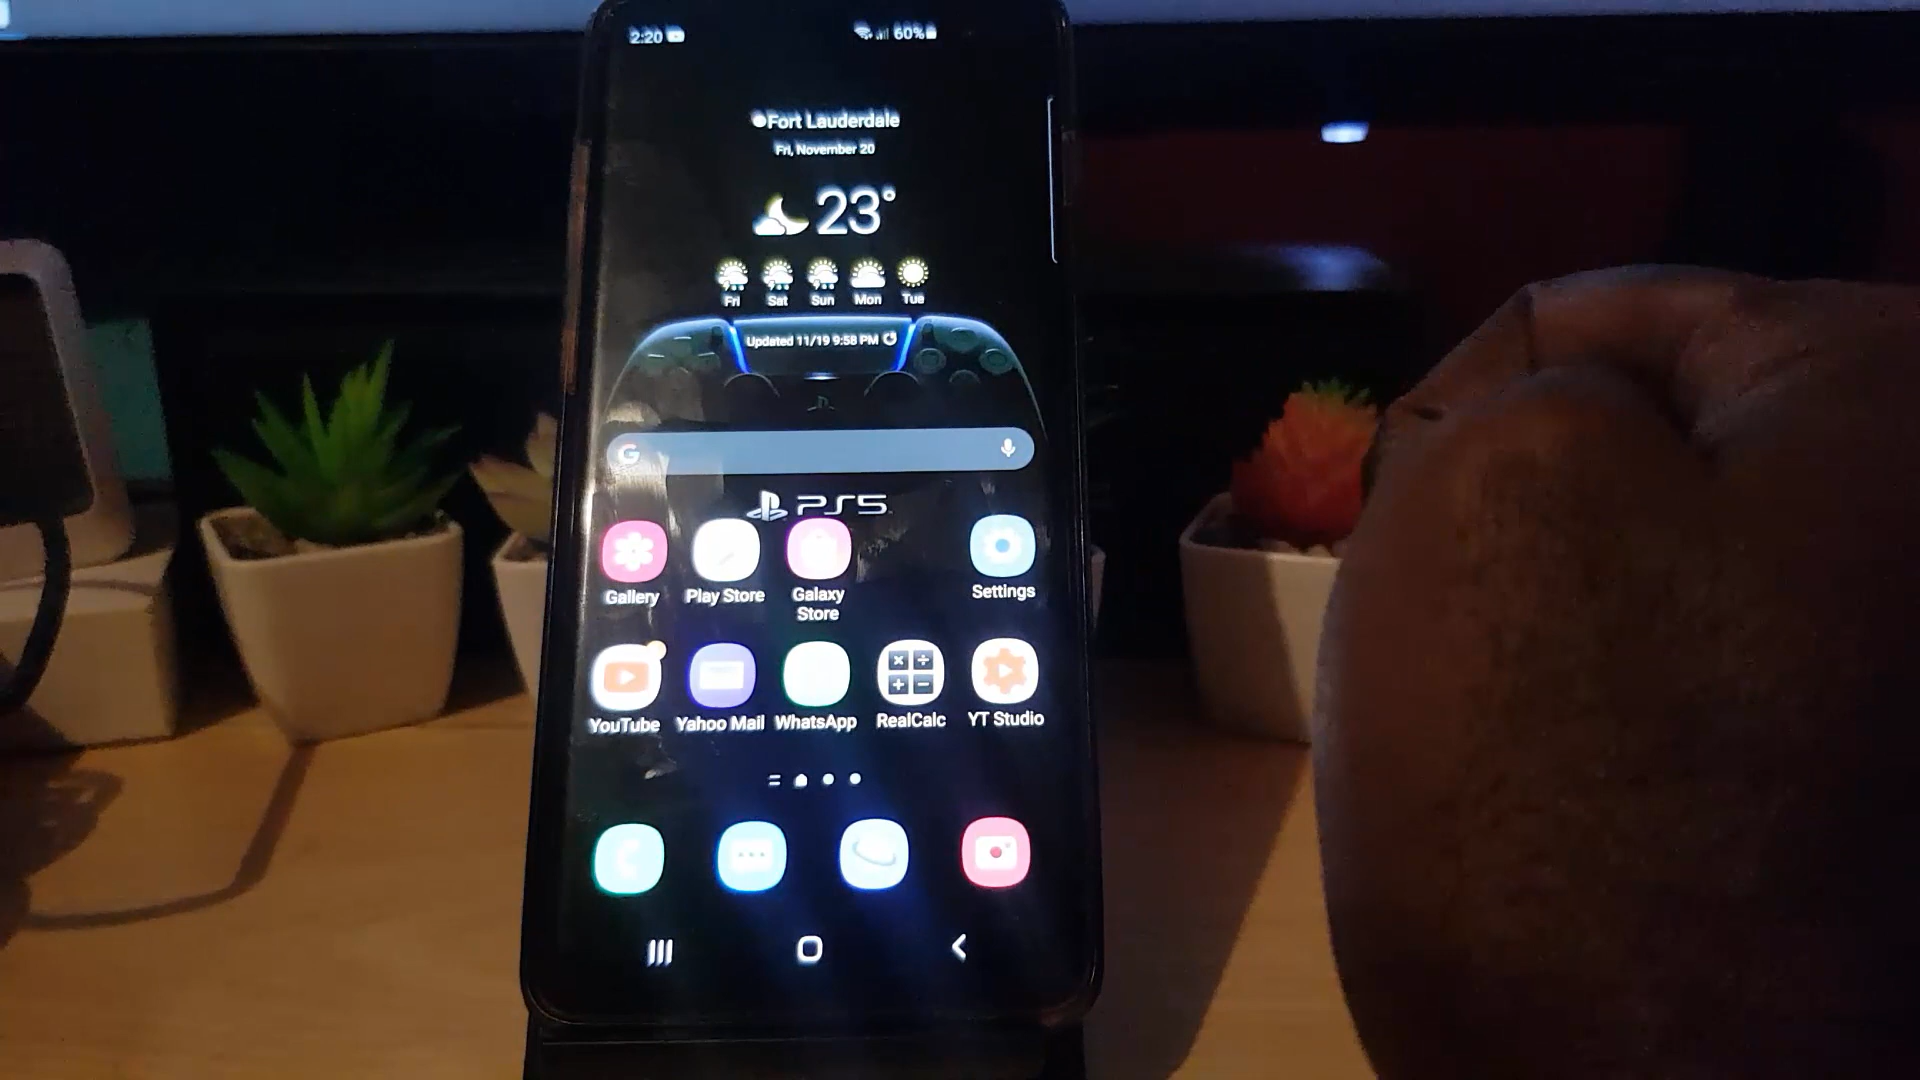 2:20
60%
Fort Lauderdale
Fri, November 20
23°
Fri Sat Sun Mon Tue
Updated 11/19 9:58 PM
G
PS5
Gallery Play Store Galaxy Store Settings
YouTube Yahoo Mail WhatsApp RealCalc YT Studio